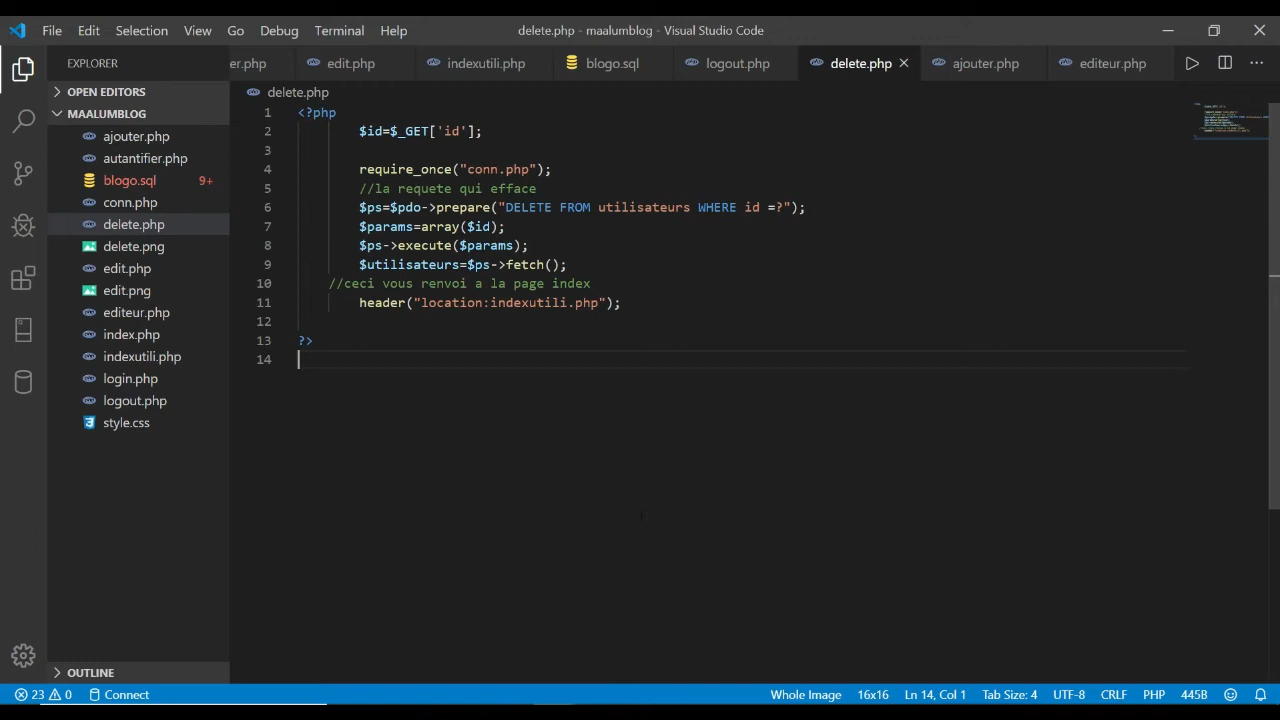 File Edit Selection View Go Debug Terminal Help delete.php - maalumblog - Visual Studio Code
EXPLORER
er.php edit.php indexutili.php blogo.sql logout.php delete.php ajouter.php editeur.php
OPEN EDITORS
MAALUMBLOG
ajouter.php
autantifier.php
blogo.sql 9+
conn.php
delete.php
delete.png
edit.php
edit.png
editeur.php
index.php
indexutili.php
login.php
logout.php
style.css
OUTLINE
delete.php
1 <?php
2 $id=$_GET['id'];
3
4 require_once("conn.php");
5 //la requete qui efface
6 $ps=$pdo->prepare("DELETE FROM utilisateurs WHERE id =?");
7 $params=array($id);
8 $ps->execute($params);
9 $utilisateurs=$ps->fetch();
10 //ceci vous renvoi a la page index
11 header("location:indexutili.php");
12
13 ?>
14
23 0 Connect Whole Image 16x16 Ln 14, Col 1 Tab Size: 4 UTF-8 CRLF PHP 445B